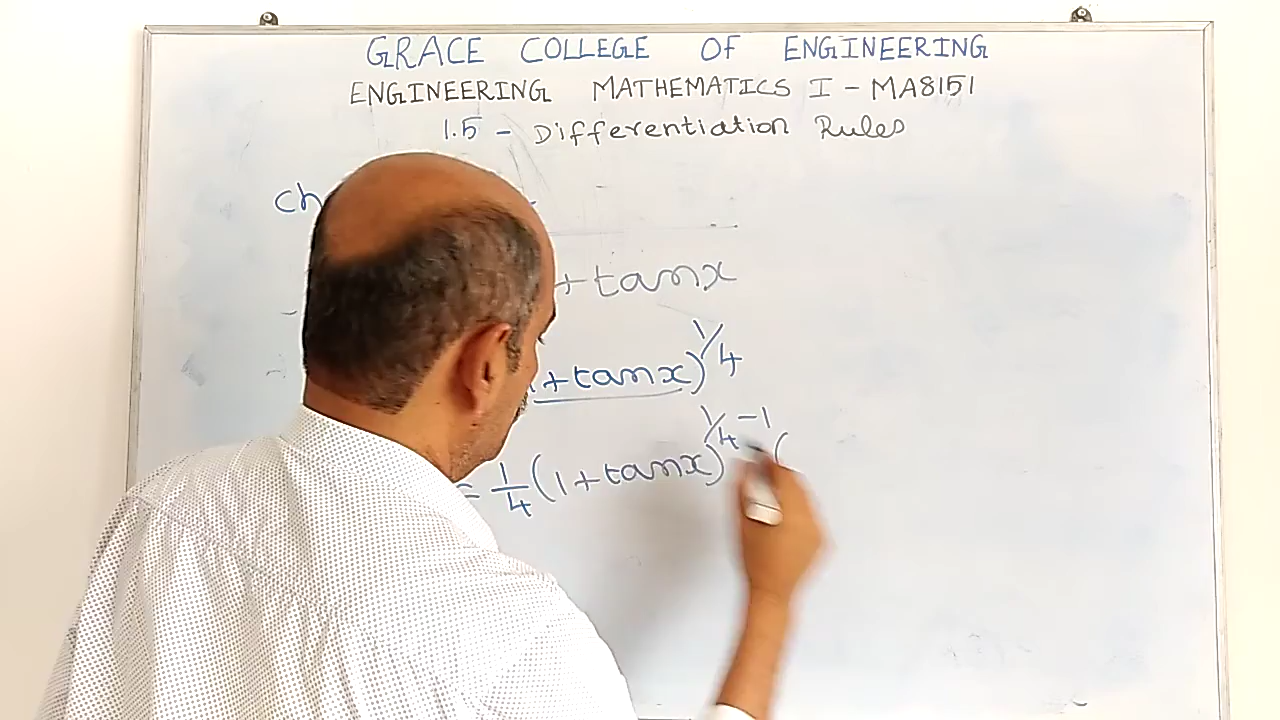 GRACE COLLEGE OF ENGINEERING
ENGINEERING MATHEMATICS I - MA8151
1.5 - Differentiation Rules
Ch
+ tanx
+ tanx)^1/4
= 1/4 (1 + tanx)^1/4 - 1 (